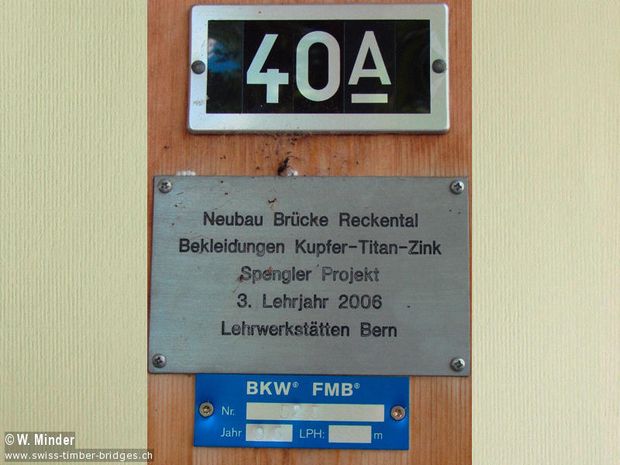 40A
Neubau Brücke Reckental
Bekleidungen Kupfer-Titan-Zink
Spengler Projekt
3. Lehrjahr 2006
Lehrwerkstätten Bern
BKW® FMB®
Nr.
Jahr LPH: m
© W. Minder
www.swiss-timber-bridges.ch